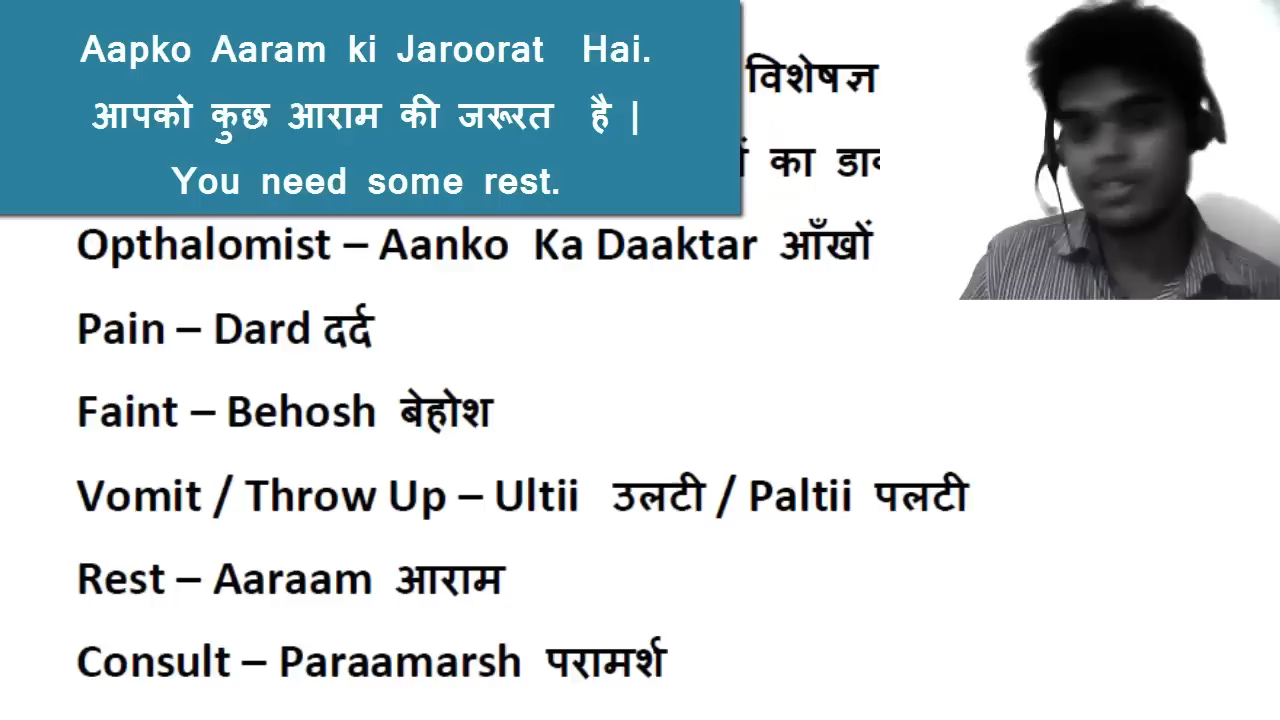 Aapko Aaram ki Jaroorat Hai.
आपको कुछ आराम की जरूरत है |
You need some rest.
विशेषज्ञ
का
Opthalomist – Aanko Ka Daaktar आँखों
Pain – Dard दर्द
Faint – Behosh बेहोश
Vomit / Throw Up – Ultii उलटी / Paltii पलटी
Rest – Aaraam आराम
Consult – Paraamarsh परामर्श